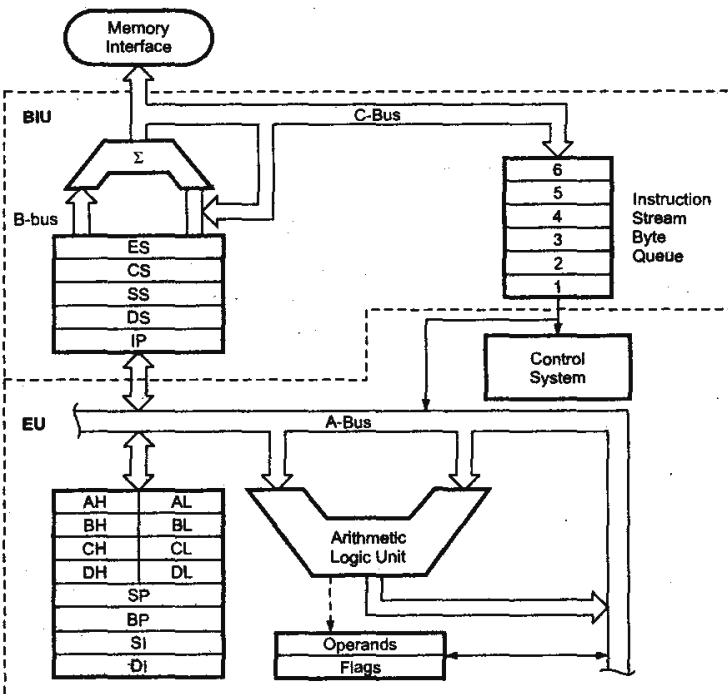 Memory
Interface
BIU
C-Bus
Σ
B-bus
ES
CS
SS
DS
IP
6
5
4
3
2
1
Instruction
Stream
Byte
Queue
Control
System
EU
A-Bus
AH AL
BH BL
CH CL
DH DL
SP
BP
SI
DI
Arithmetic
Logic Unit
Operands
Flags